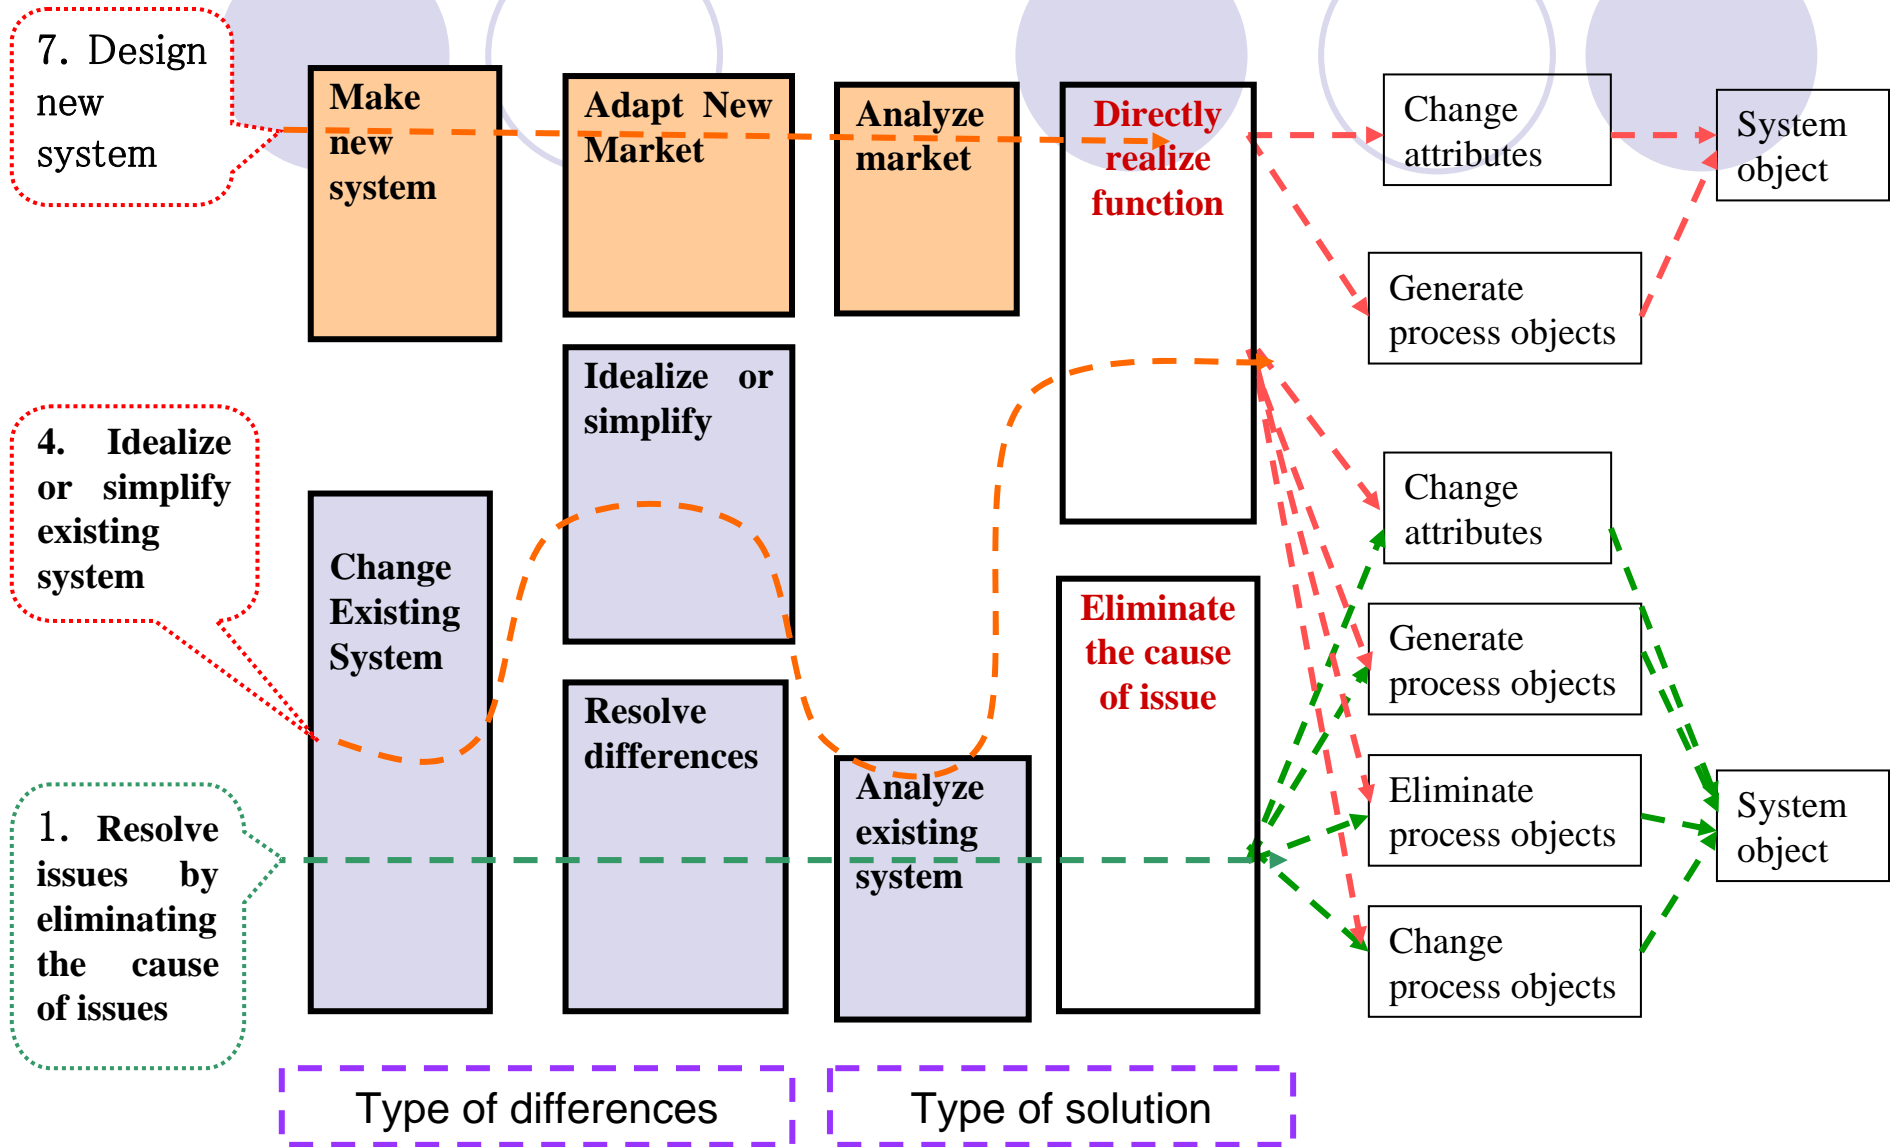 7. Design
new
system
Make
new
system
Adapt New
Market
Analyze
market
Directly
realize
function
Change
attributes
System
object
Generate
process objects
4. Idealize
or simplify
existing
system
Idealize or
simplify
Change
Existing
System
Resolve
differences
Analyze
existing
system
Eliminate
the cause
of issue
Change
attributes
Generate
process objects
Eliminate
process objects
Change
process objects
System
object
1. Resolve
issues by
eliminating
the cause
of issues
Type of differences
Type of solution